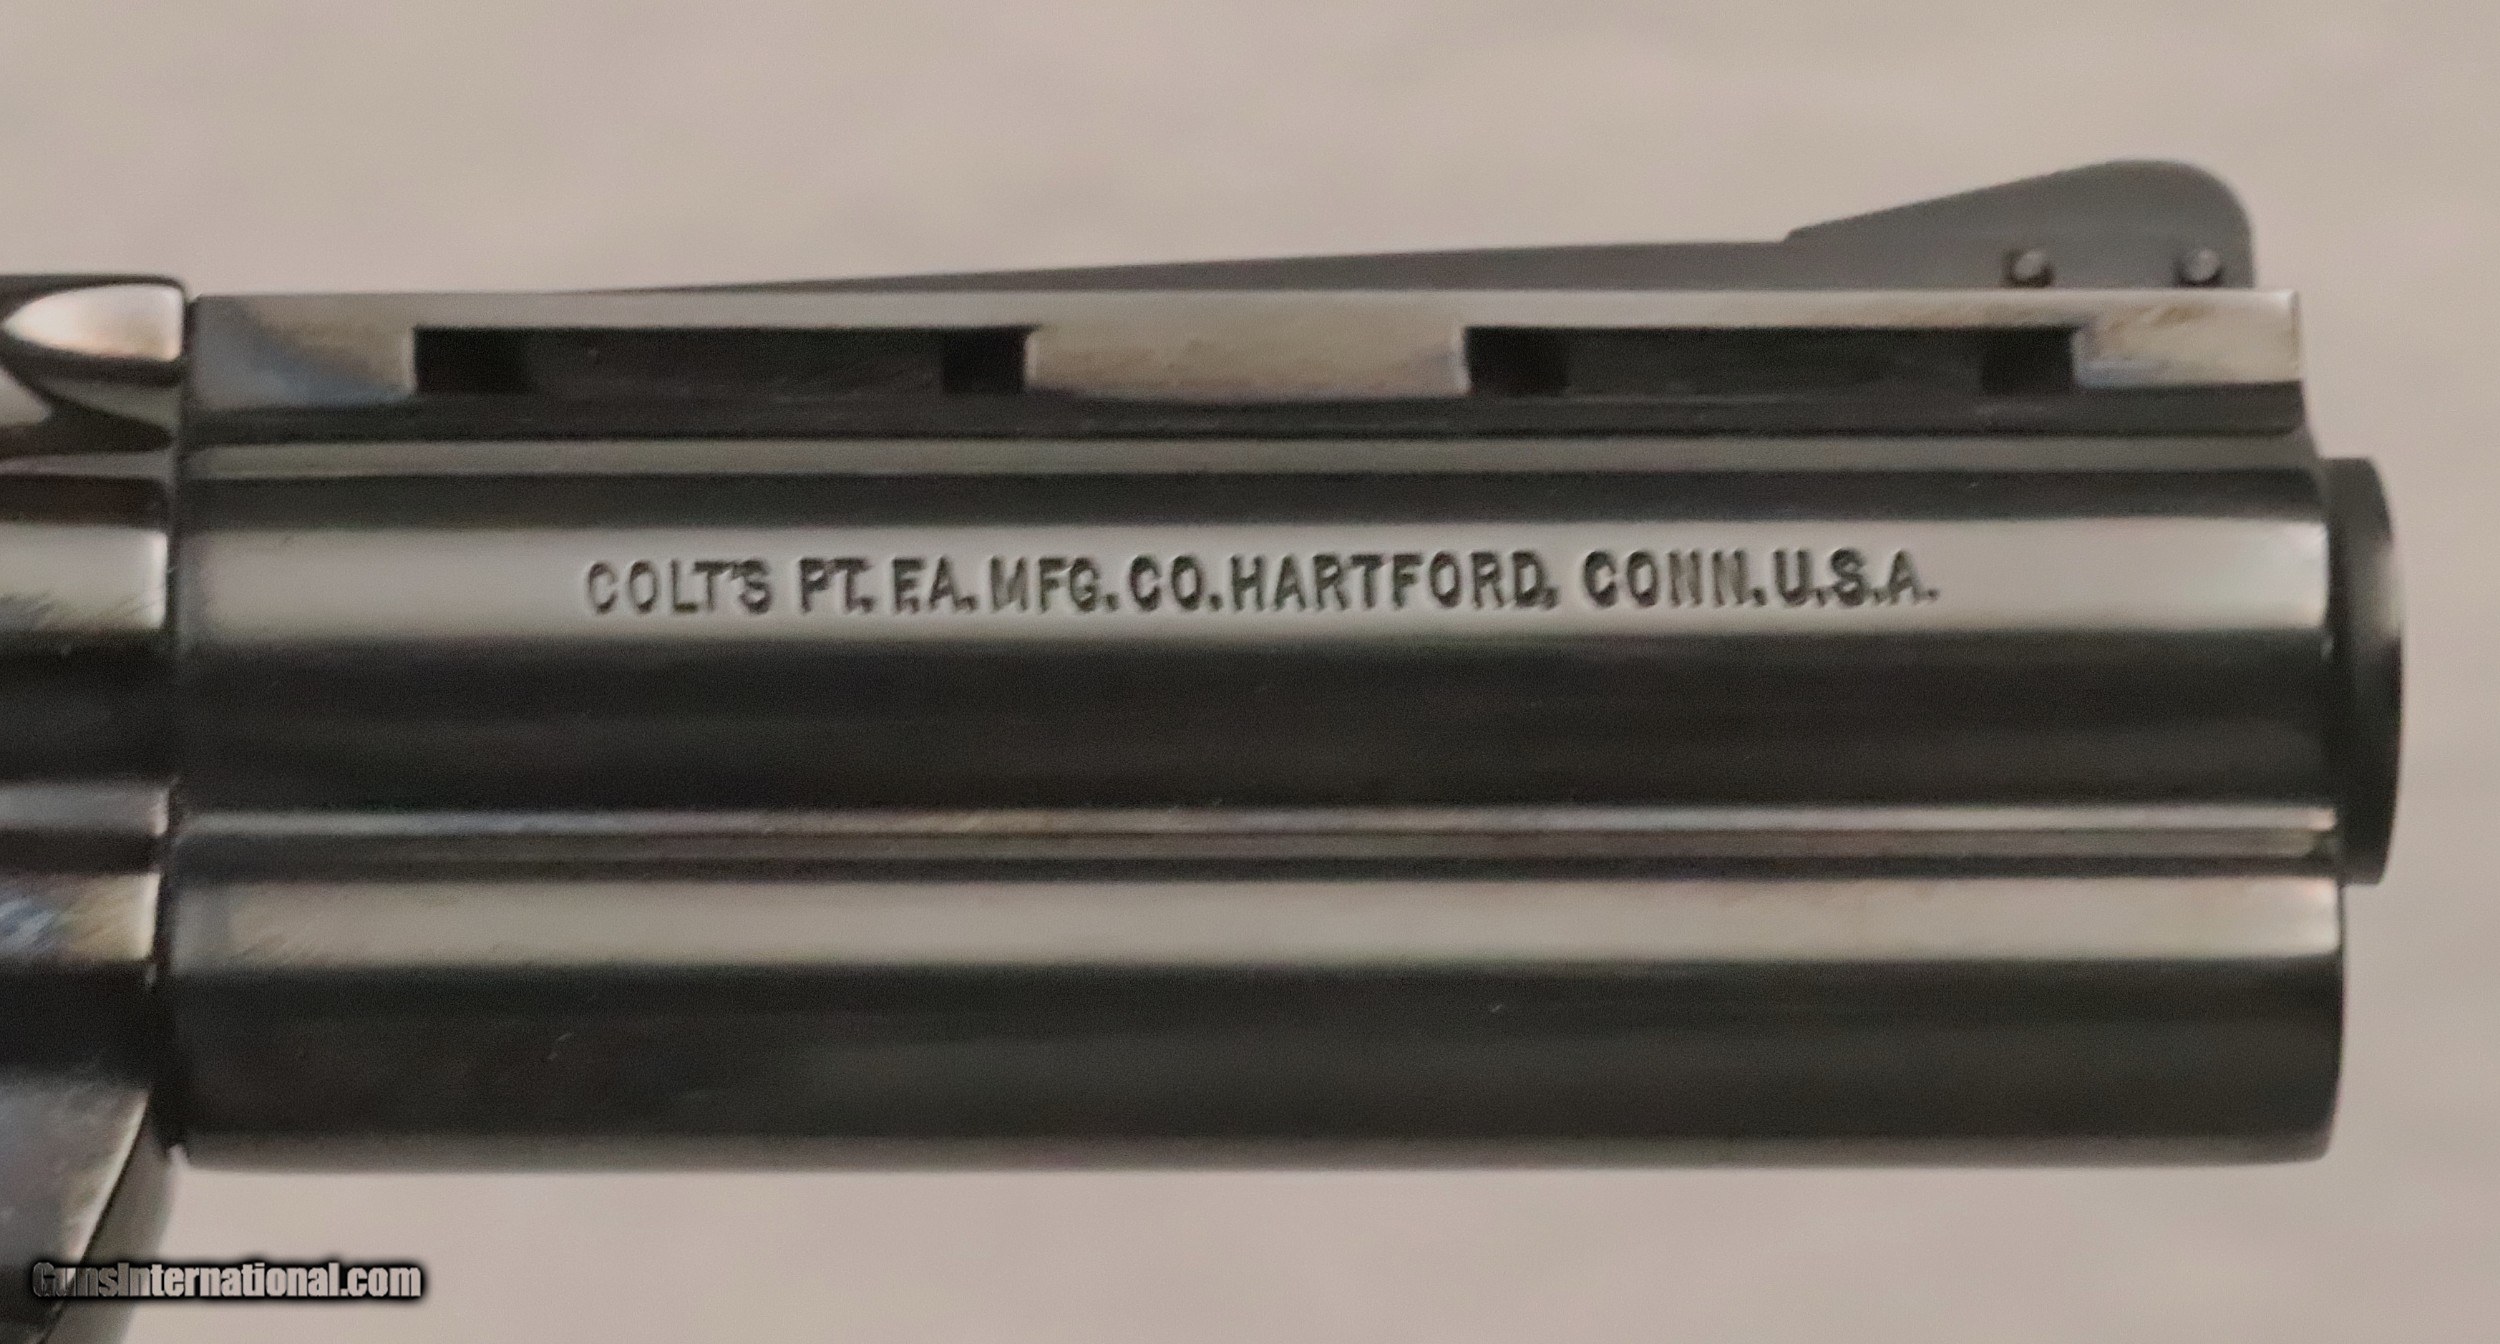 COLT'S PT. F.A. MFG. CO. HARTFORD, CONN. U.S.A.
GunsInternational.com